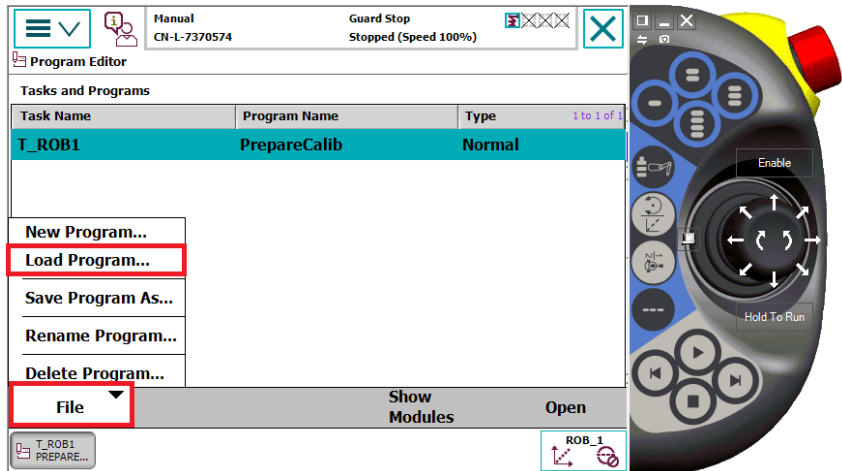 Manual
Guard Stop
CN-L-7370574
Stopped (Speed 100%)
Program Editor
Tasks and Programs
Task Name
Program Name
Type
1 to 1 of 1
T_ROB1
PrepareCalib
Normal
Enable
New Program...
Load Program...
Save Program As...
Rename Program...
Delete Program...
Hold To Run
File
Show
Modules
Open
T_ROB1
PREPARE...
ROB_1